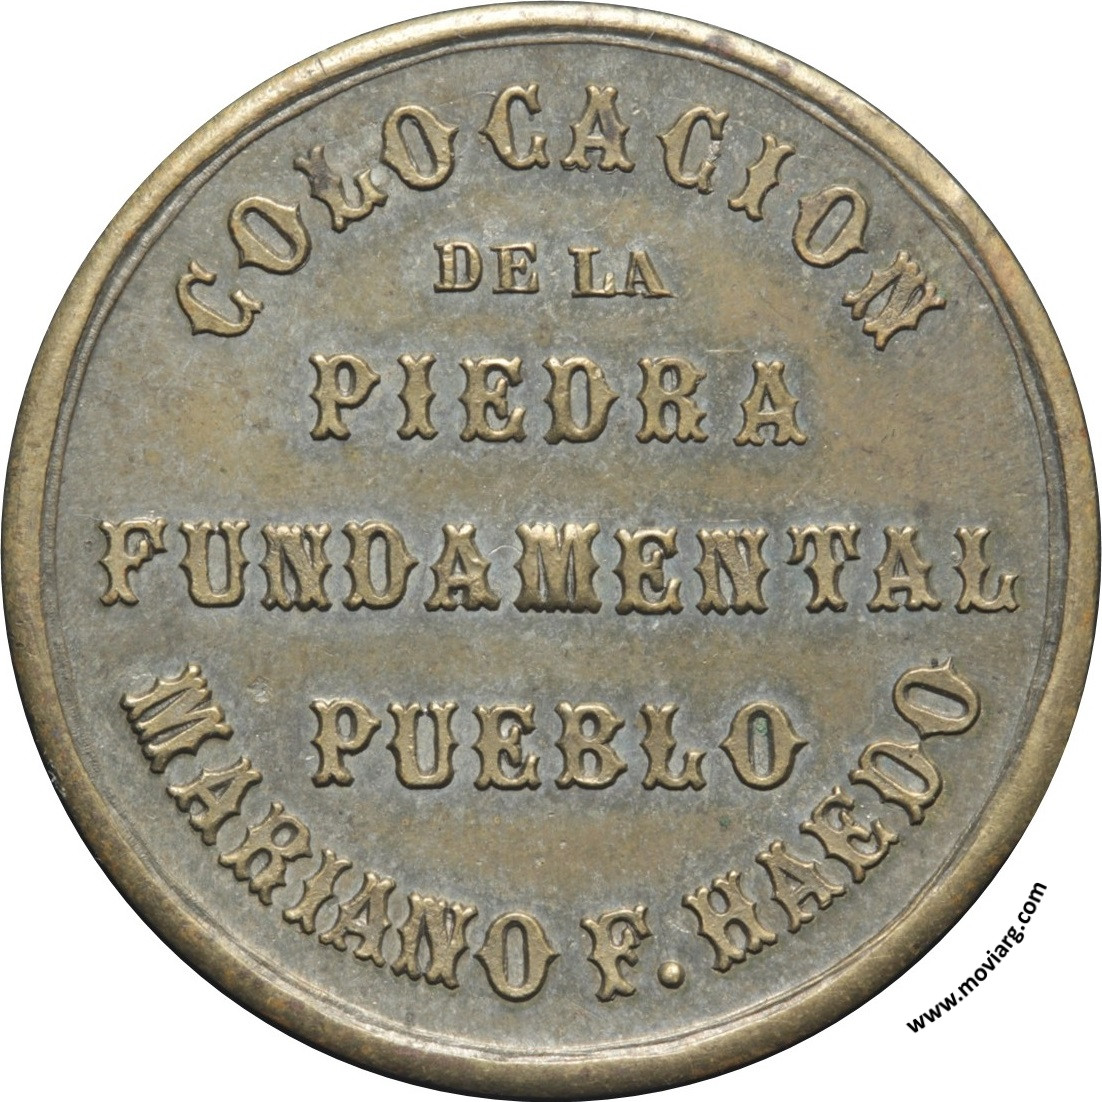 COLOCACION
DE LA
PIEDRA
FUNDAMENTAL
PUEBLO
MARIANO F. HAEDO
www.moviarg.com